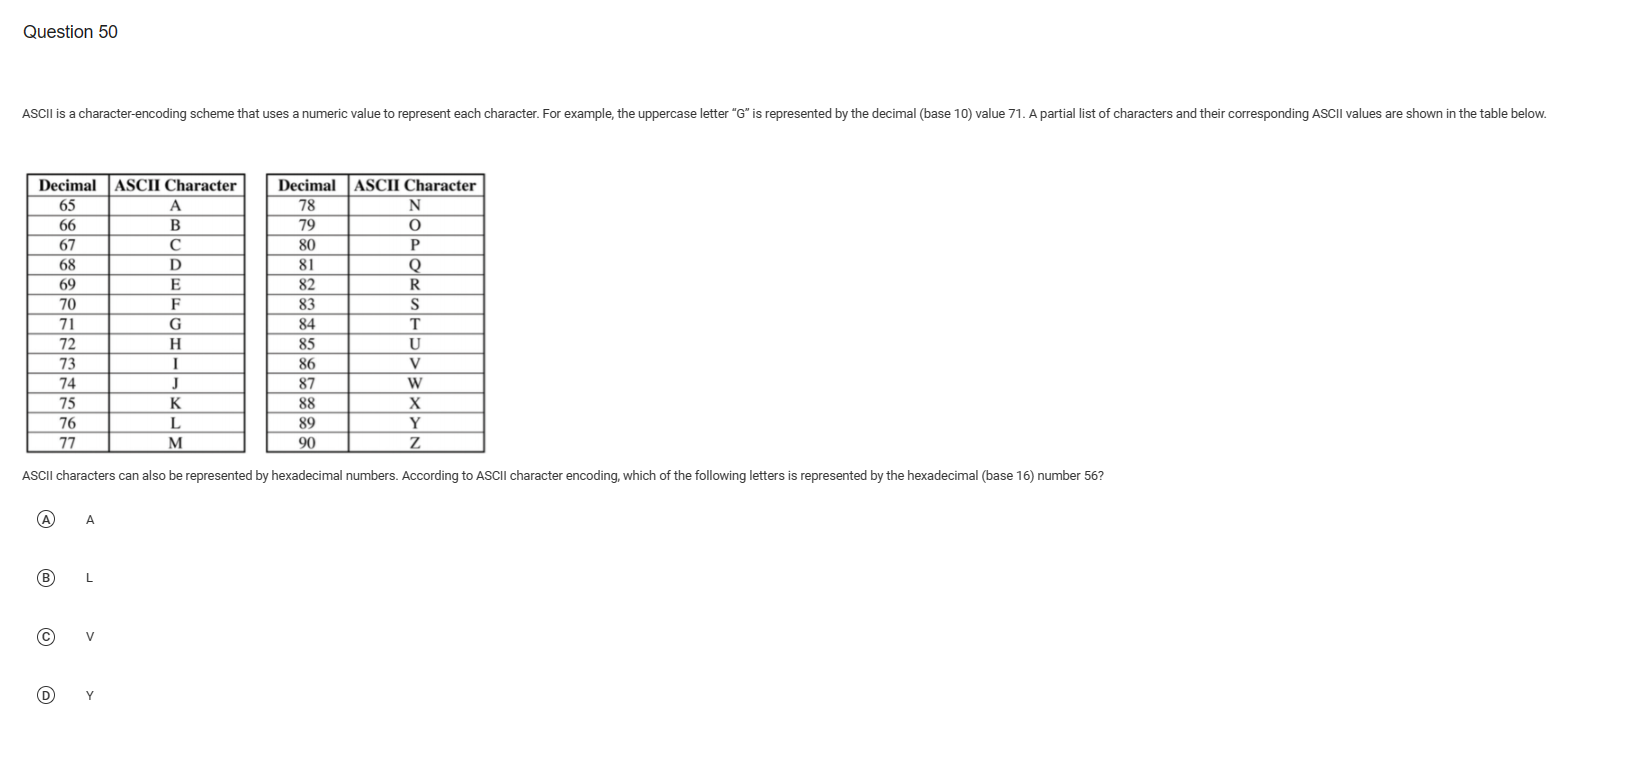 Question 50
ASCII is a character-encoding scheme that uses a numeric value to represent each character. For example, the uppercase letter “G” is represented by the decimal (base 10) value 71. A partial list of characters and their corresponding ASCII values are shown in the table below.
Decimal ASCII Character Decimal ASCII Character
65 A 78 N
66 B 79 O
67 C 80 P
68 D 81 Q
69 E 82 R
70 F 83 S
71 G 84 T
72 H 85 U
73 I 86 V
74 J 87 W
75 K 88 X
76 L 89 Y
77 M 90 Z
ASCII characters can also be represented by hexadecimal numbers. According to ASCII character encoding, which of the following letters is represented by the hexadecimal (base 16) number 56?
A A
B L
C V
D Y